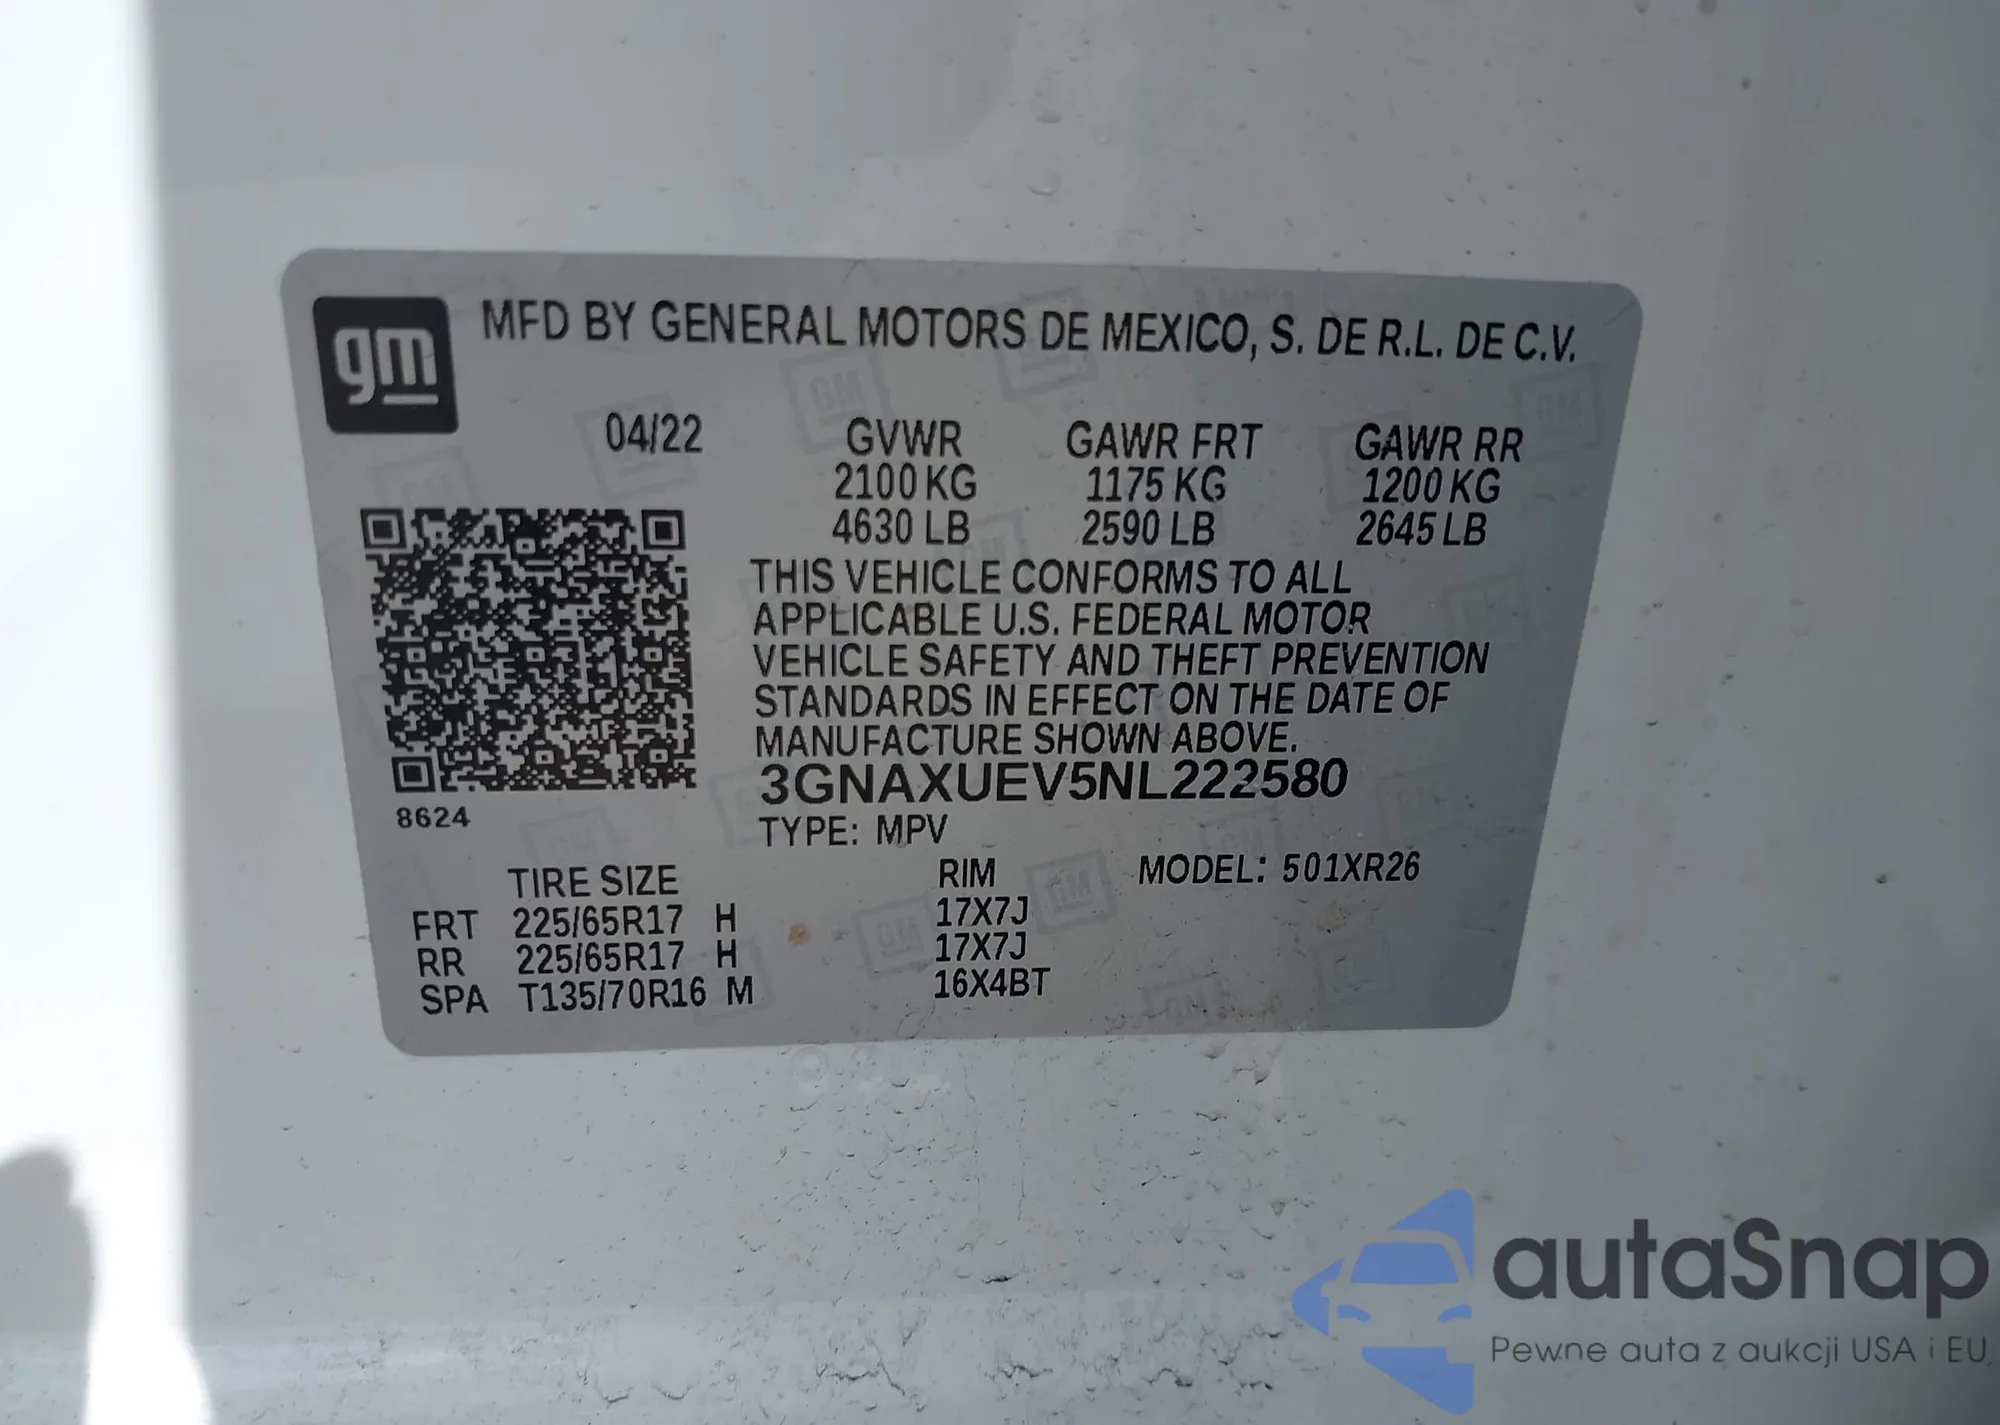 gm
MFD BY GENERAL MOTORS DE MEXICO, S. DE R.L. DE C.V.
04/22 GVWR GAWR FRT GAWR RR
2100 KG 1175 KG 1200 KG
4630 LB 2590 LB 2645 LB
THIS VEHICLE CONFORMS TO ALL
APPLICABLE U.S. FEDERAL MOTOR
VEHICLE SAFETY AND THEFT PREVENTION
STANDARDS IN EFFECT ON THE DATE OF
MANUFACTURE SHOWN ABOVE.
3GNAXUEV5NL222580
8624
TYPE: MPV
TIRE SIZE RIM MODEL: 501XR26
FRT 225/65R17 H 17X7J
RR 225/65R17 H 17X7J
SPA T135/70R16 M 16X4BT
autaSnap
Pewne auta z aukcji USA i EU